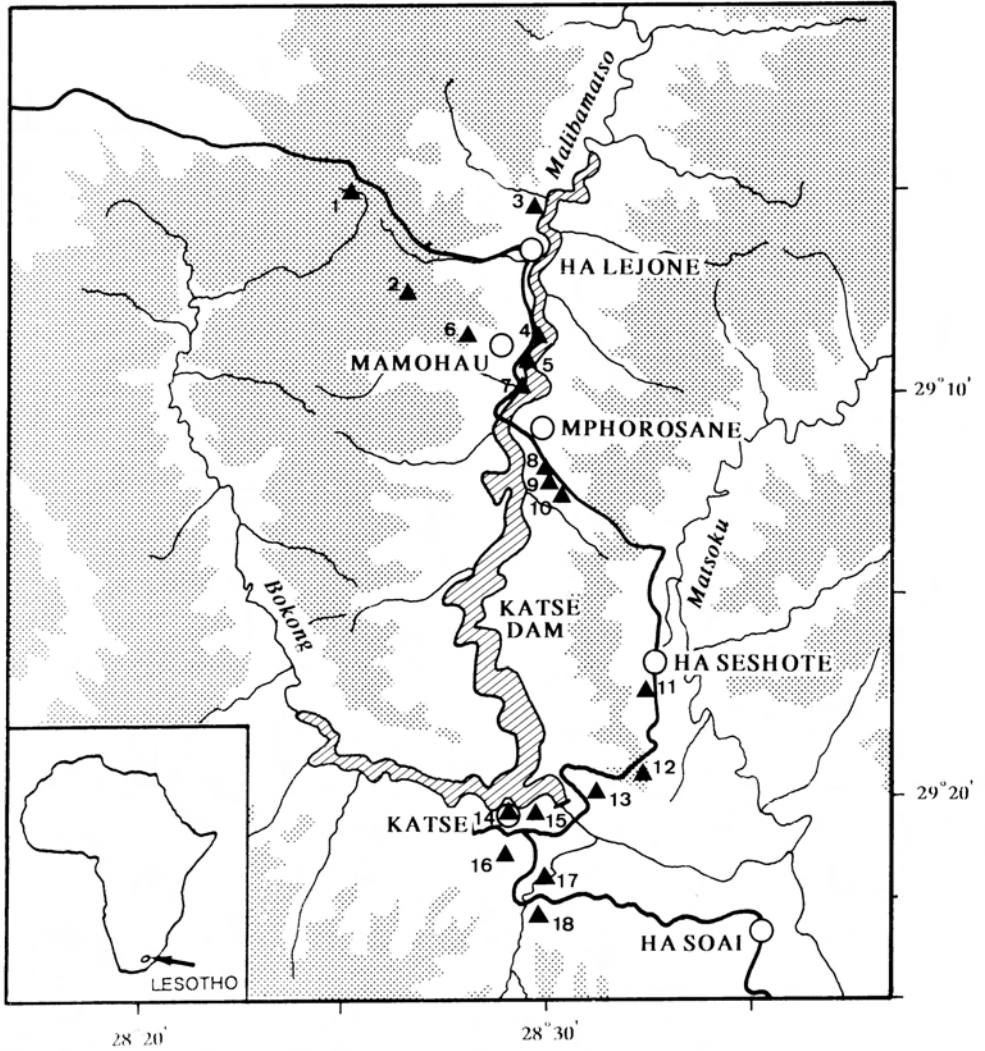 Malibamatso
3
1
HA LEJONE
2
6
4
MAMOHAU
5
7
29°10'
MPHOROSANE
8
9
10
Matsoku
Bokong
KATSE
DAM
HA SESHOTE
11
12
29°20'
13
14
KATSE
15
16
17
18
HA SOAI
LESOTHO
28°20'
28°30'